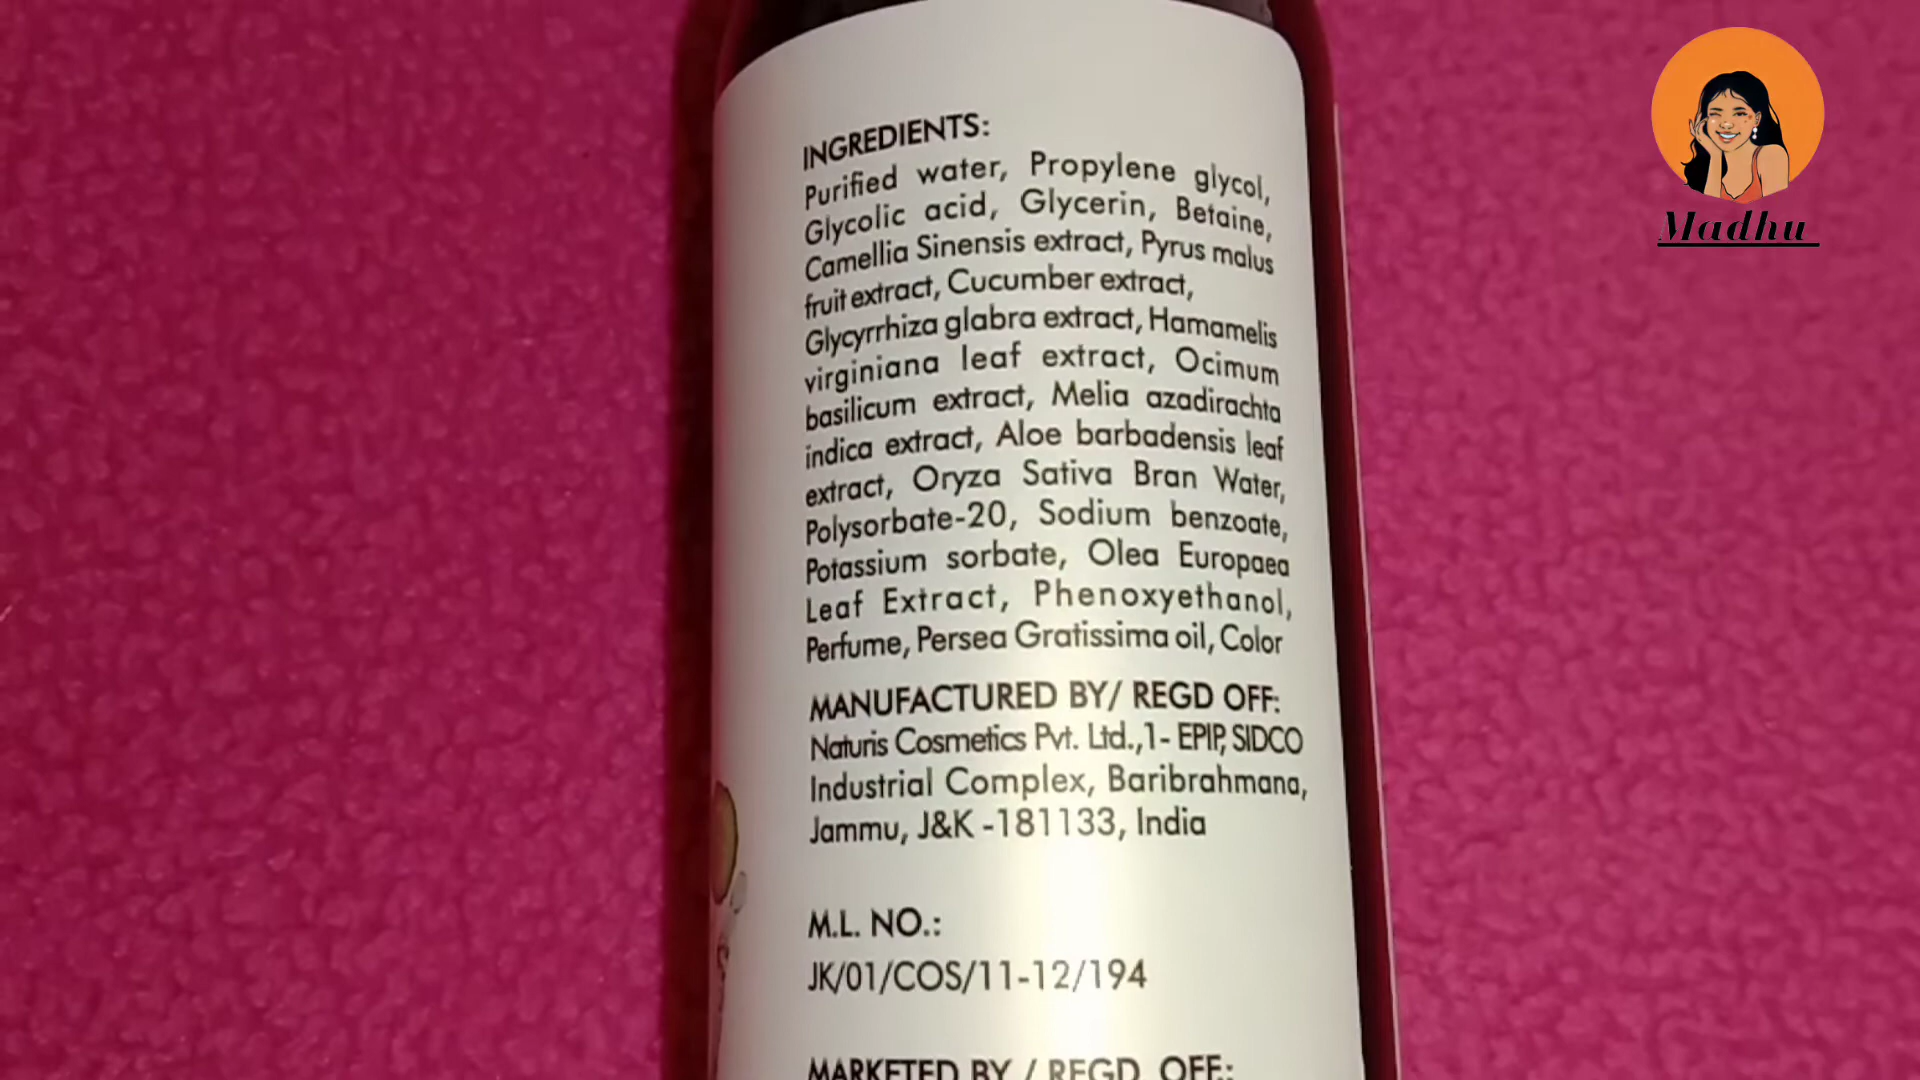 INGREDIENTS:
Purified water, Propylene glycol,
Glycolic acid, Glycerin, Betaine,
Camellia Sinensis extract, Pyrus malus
fruit extract, Cucumber extract,
Glycyrrhiza glabra extract, Hamamelis
virginiana leaf extract, Ocimum
basilicum extract, Melia azadirachta
indica extract, Aloe barbadensis leaf
extract, Oryza Sativa Bran Water,
Polysorbate-20, Sodium benzoate,
Potassium sorbate, Olea Europaea
Leaf Extract, Phenoxyethanol,
Perfume, Persea Gratissima oil, Color
MANUFACTURED BY/ REGD OFF:
Naturis Cosmetics Pvt. Ltd.,1- EPIP, SIDCO
Industrial Complex, Baribrahmana,
Jammu, J&K -181133, India
M.L. NO.:
JK/01/COS/11-12/194
MARKETED BY / REGD. OFF.:
Madhu